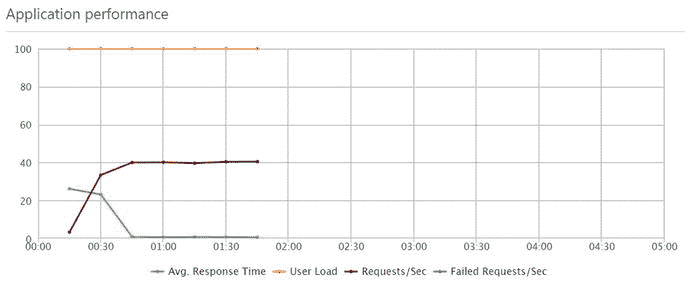 Application performance
100
80
60
40
20
0
00:00 00:30 01:00 01:30 02:00 02:30 03:00 03:30 04:00 04:30 05:00
Avg. Response Time User Load Requests/Sec Failed Requests/Sec